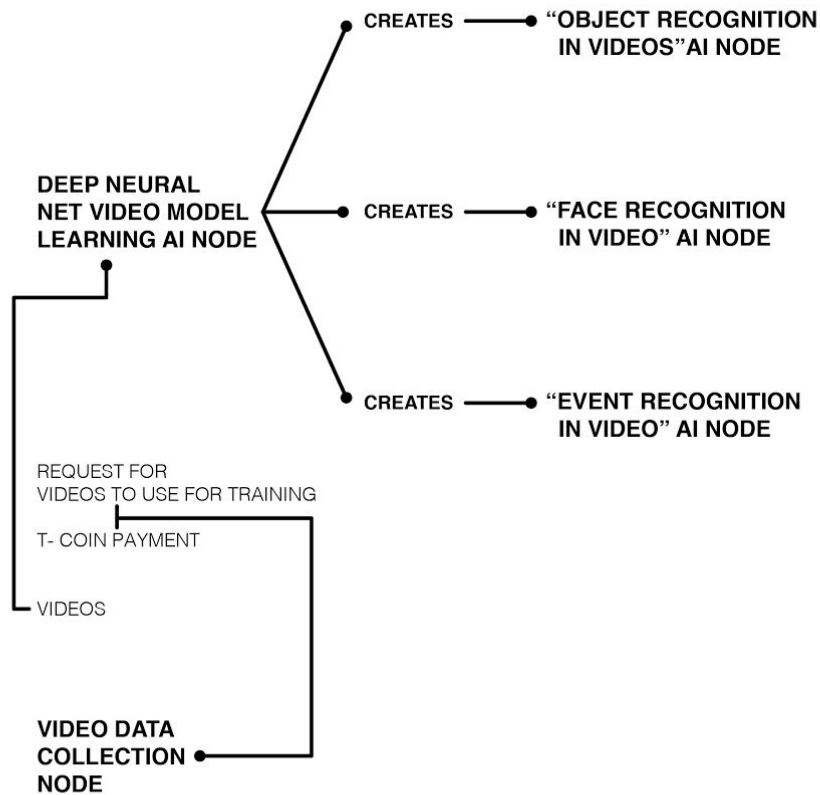 CREATES
“OBJECT RECOGNITION
IN VIDEOS”AI NODE
DEEP NEURAL
NET VIDEO MODEL
LEARNING AI NODE
CREATES
“FACE RECOGNITION
IN VIDEO” AI NODE
CREATES
“EVENT RECOGNITION
IN VIDEO” AI NODE
REQUEST FOR
VIDEOS TO USE FOR TRAINING
T- COIN PAYMENT
VIDEOS
VIDEO DATA
COLLECTION
NODE